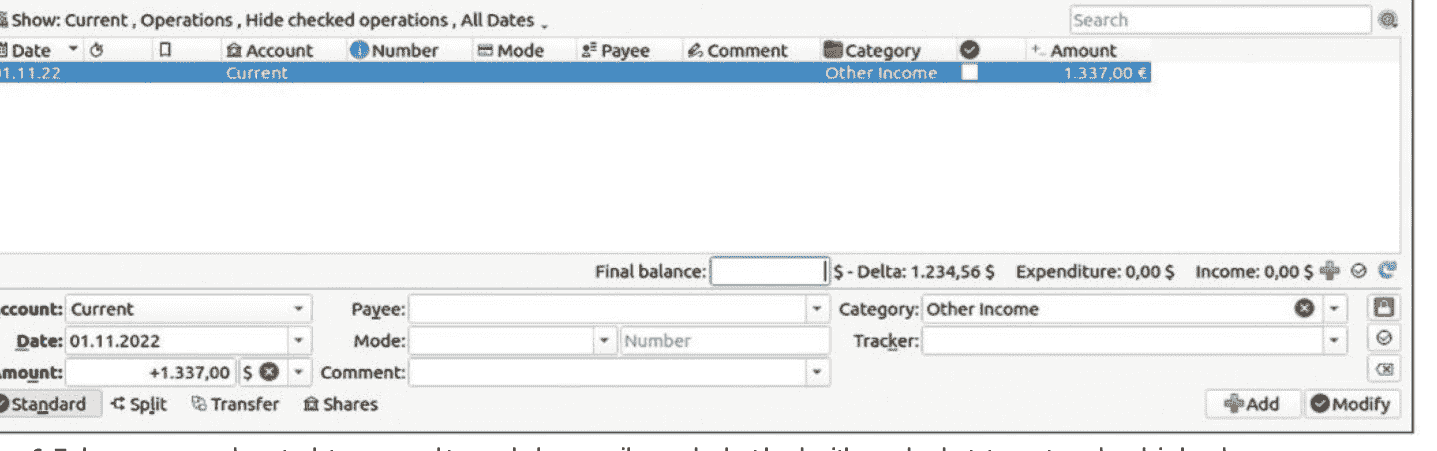 Show: Current , Operations , Hide checked operations , All Dates
Search
Date Account Number Mode Payee Comment Category Amount
01.11.22 Current Other Income 1.337,00 €
Final balance: $ - Delta: 1.234,56 $ Expenditure: 0,00 $ Income: 0,00 $
ccount: Current Payee: Category: Other Income
Date: 01.11.2022 Mode: Number Tracker:
mount: +1.337,00 $ Comment:
Standard Split Transfer Shares Add Modify